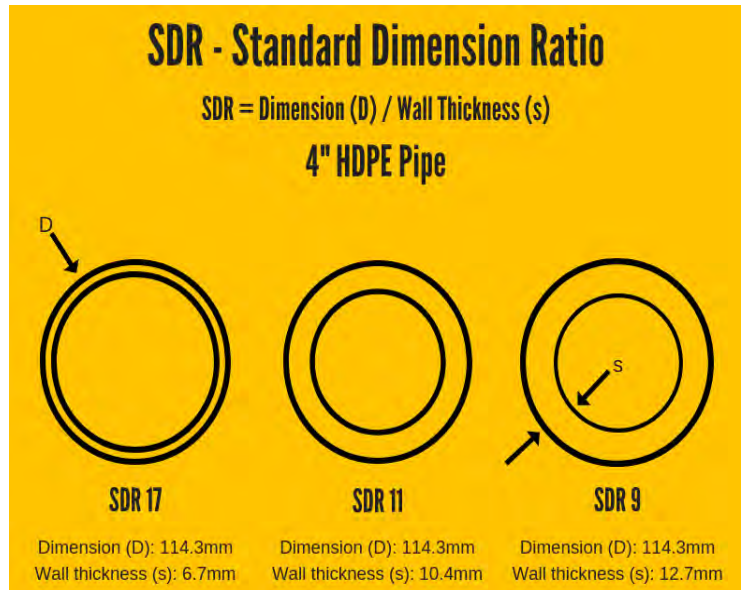 SDR - Standard Dimension Ratio
SDR = Dimension (D) / Wall Thickness (s)
4" HDPE Pipe
D
s
SDR 17
SDR 11
SDR 9
Dimension (D): 114.3mm
Wall thickness (s): 6.7mm
Dimension (D): 114.3mm
Wall thickness (s): 10.4mm
Dimension (D): 114.3mm
Wall thickness (s): 12.7mm